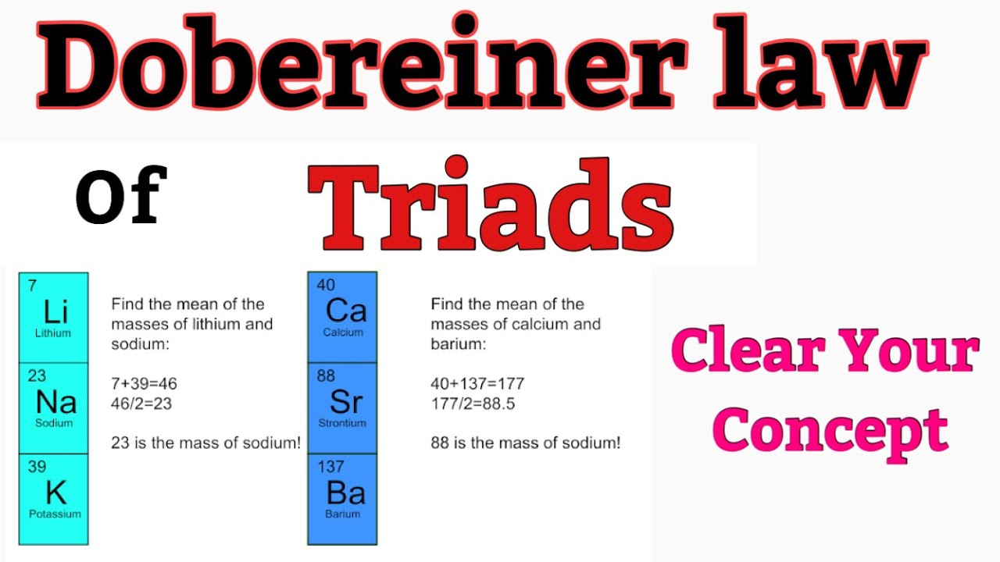 Dobereiner law
Of Triads
7
Li
Lithium
23
Na
Sodium
39
K
Potassium
Find the mean of the
masses of lithium and
sodium:
7+39=46
46/2=23
23 is the mass of sodium!
40
Ca
Calcium
88
Sr
Strontium
137
Ba
Barium
Find the mean of the
masses of calcium and
barium:
40+137=177
177/2=88.5
88 is the mass of sodium!
Clear Your
Concept